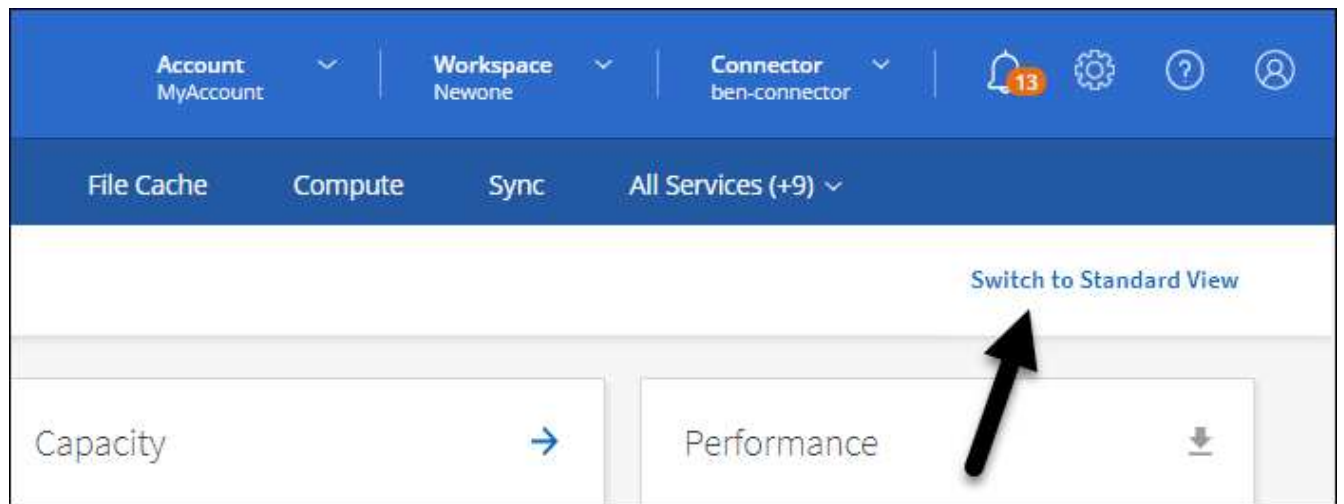 Account Workspace Connector
MyAccount Newone ben-connector
13
File Cache Compute Sync All Services (+9)
Switch to Standard View
Capacity Performance